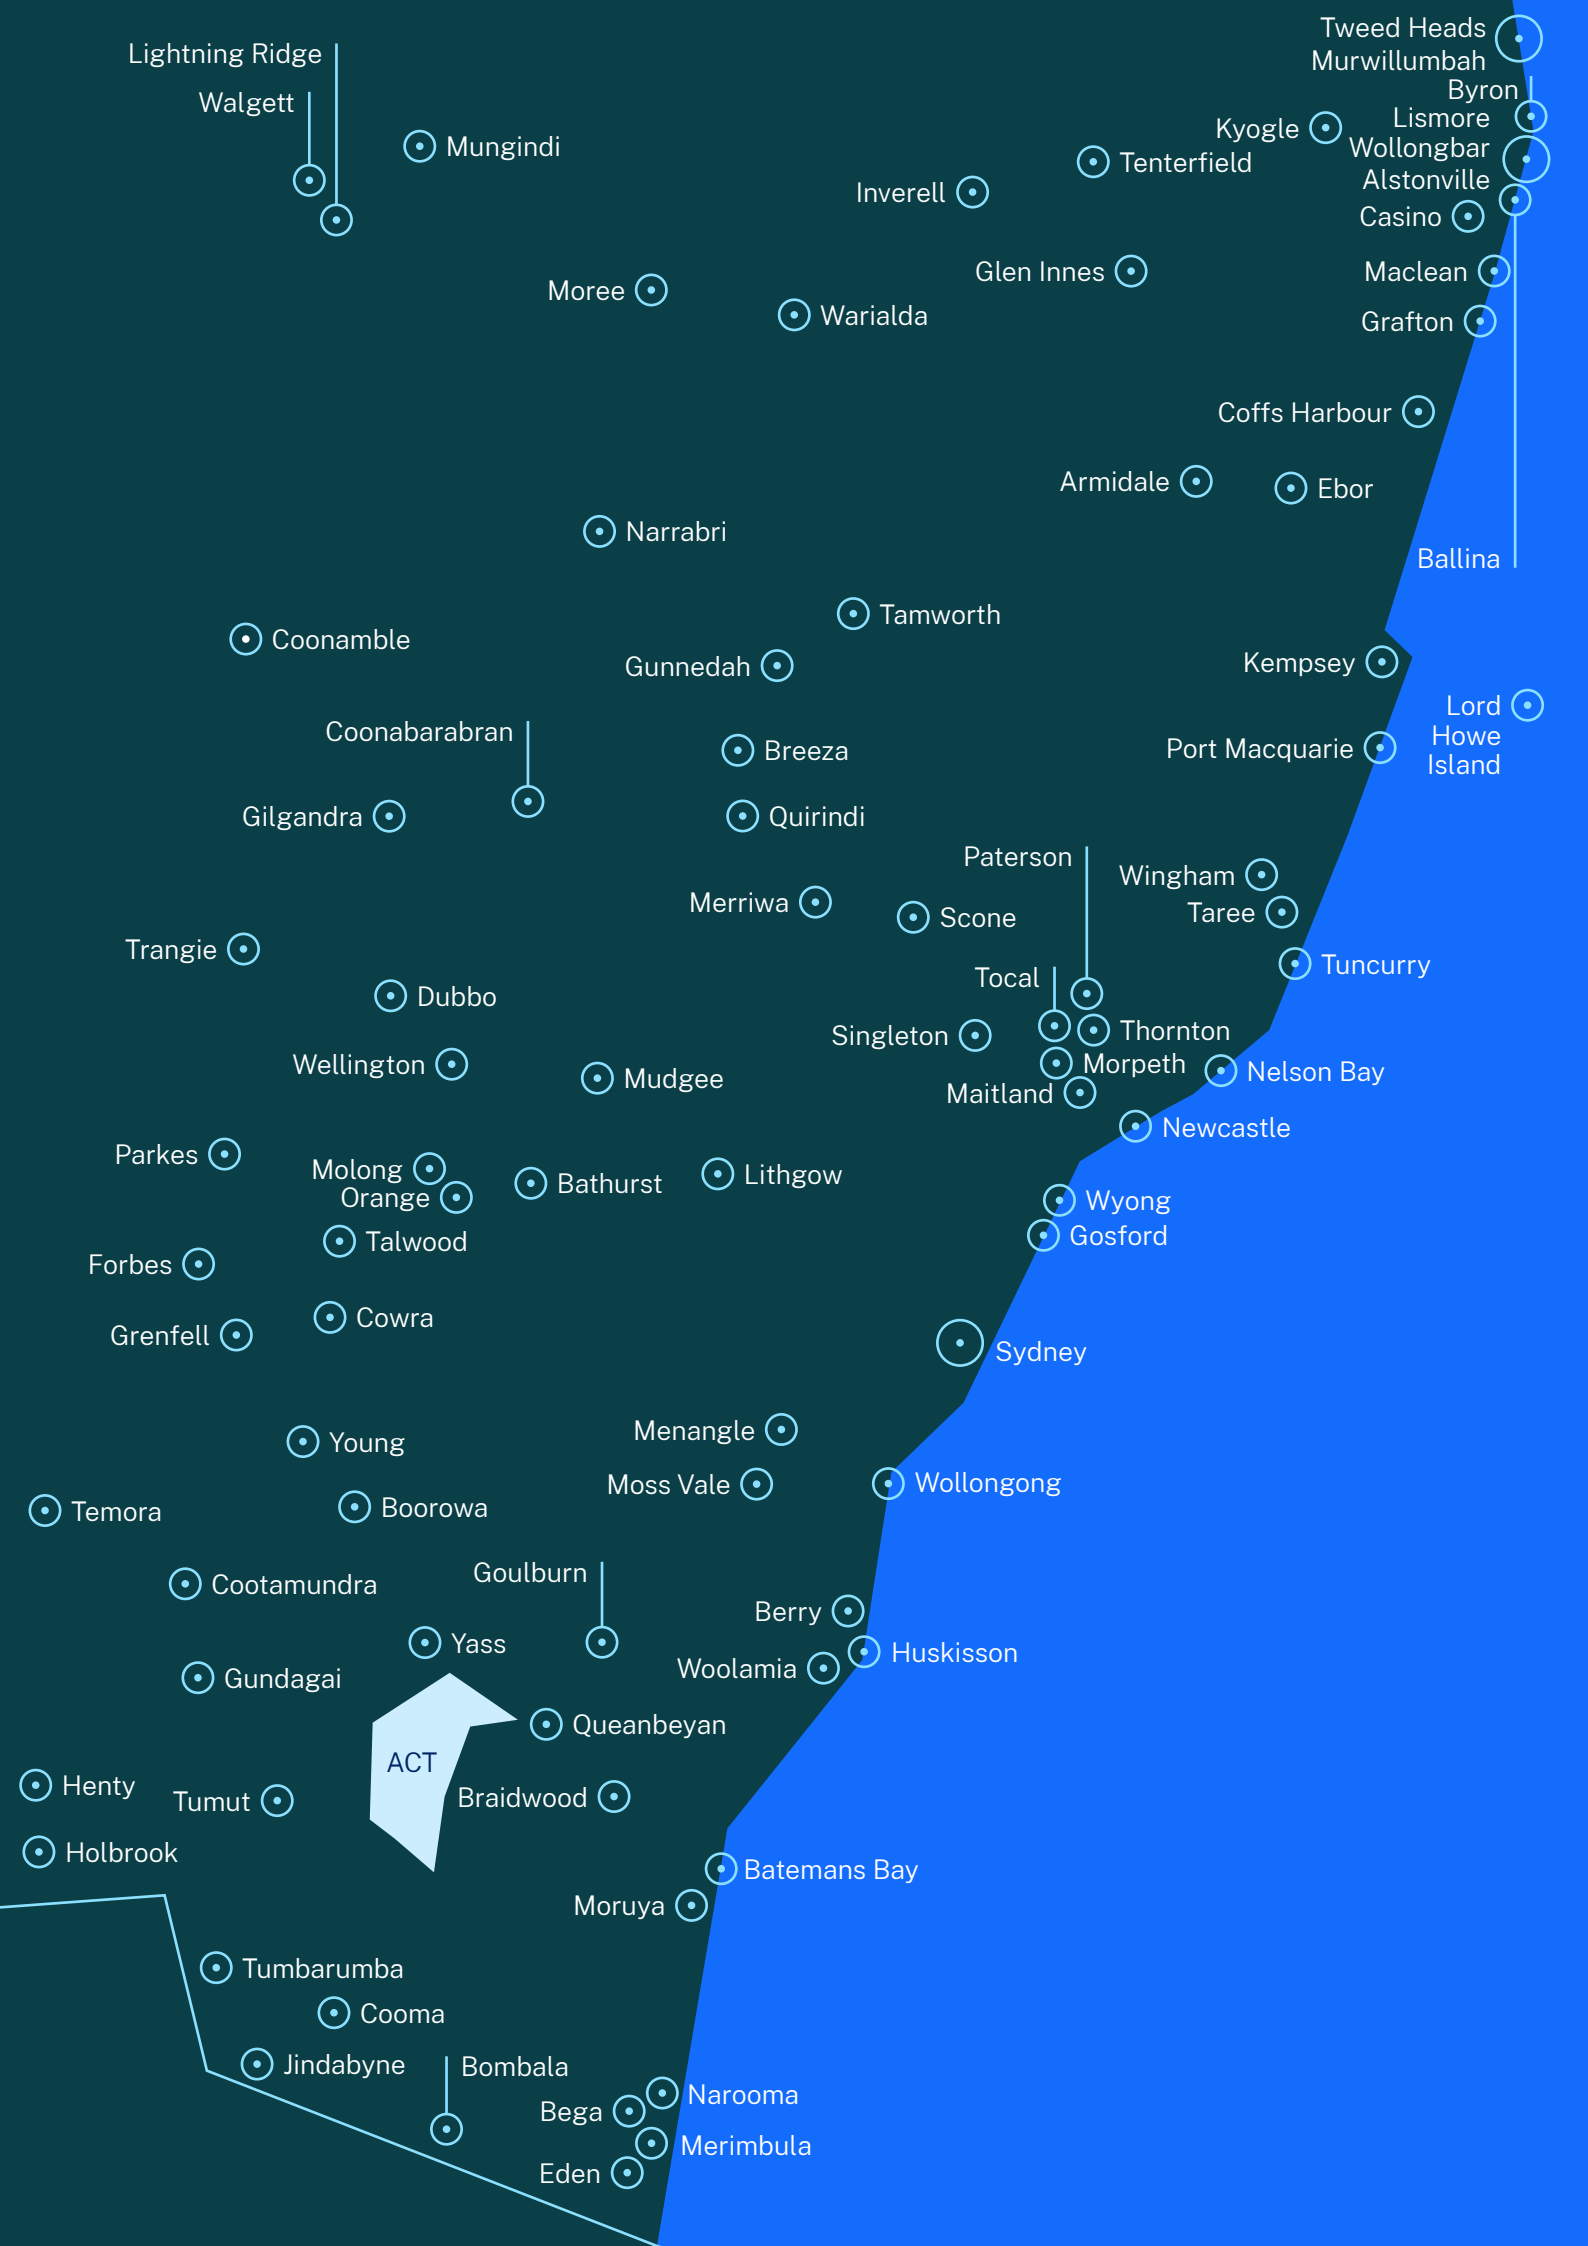 Tweed Heads
Murwillumbah
Lightning Ridge
Byron
Walgett
Lismore
Kyogle
Mungindi
Wollongbar
Tenterfield
Alstonville
Inverell
Casino
Glen Innes
Maclean
Moree
Warialda
Grafton
Coffs Harbour
Armidale
Ebor
Narrabri
Ballina
Tamworth
Coonamble
Kempsey
Gunnedah
Lord
Howe
Island
Coonabarabran
Port Macquarie
Breeza
Gilgandra
Quirindi
Paterson
Wingham
Merriwa
Taree
Scone
Trangie
Tuncurry
Tocal
Dubbo
Thornton
Singleton
Morpeth
Wellington
Nelson Bay
Mudgee
Maitland
Newcastle
Parkes
Molong
Lithgow
Bathurst
Orange
Wyong
Gosford
Talwood
Forbes
Cowra
Grenfell
Sydney
Menangle
Young
Wollongong
Moss Vale
Boorowa
Temora
Goulburn
Cootamundra
Berry
Yass
Huskisson
Woolamia
Gundagai
Queanbeyan
ACT
Henty
Braidwood
Tumut
Holbrook
Batemans Bay
Moruya
Tumbarumba
Cooma
Jindabyne
Bombala
Narooma
Bega
Merimbula
Eden